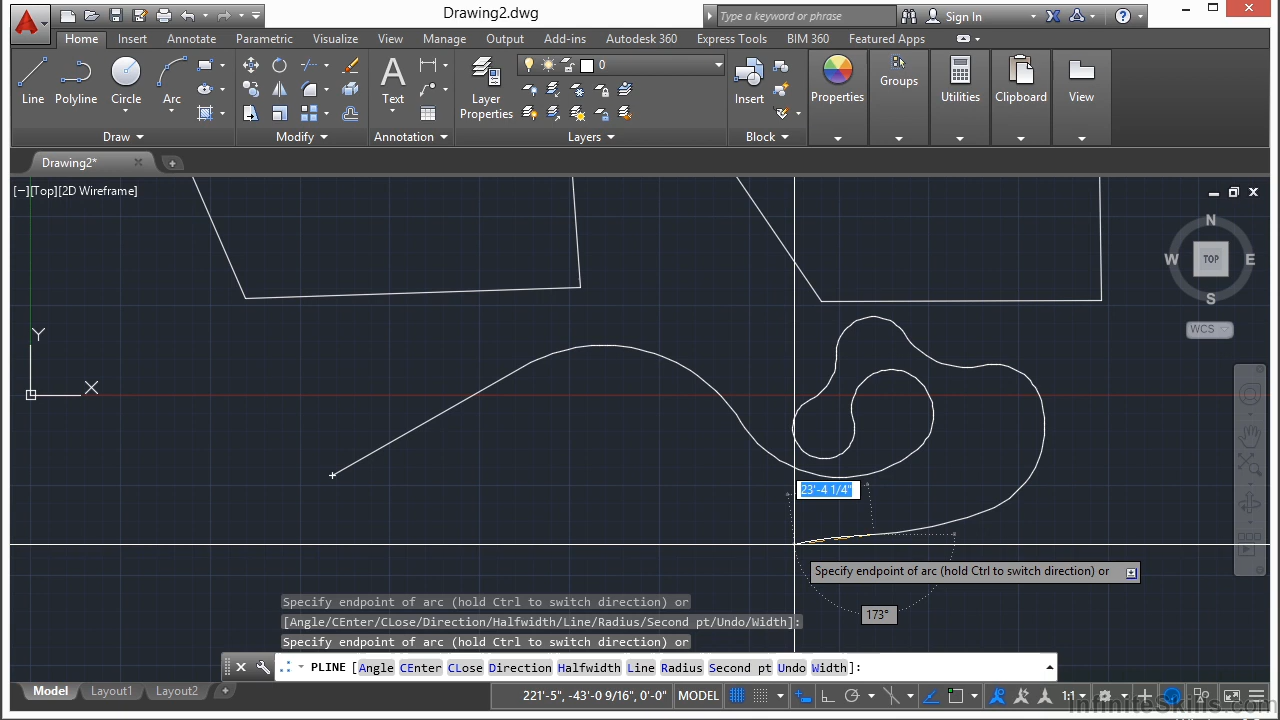 Drawing2.dwg
Type a keyword or phrase
Sign In
Home Insert Annotate Parametric Visualize View Manage Output Add-ins Autodesk 360 Express Tools BIM 360 Featured Apps
Line Polyline Circle Arc
Text
Layer Properties
0
Insert
Properties
Groups
Utilities
Clipboard
View
Draw Modify Annotation Layers Block
Drawing2*
[−][Top][2D Wireframe]
N
W TOP E
S
WCS
Y
X
23'-4 1/4"
Specify endpoint of arc (hold Ctrl to switch direction) or
173°
Specify endpoint of arc (hold Ctrl to switch direction) or
[Angle/CEnter/CLose/Direction/Halfwidth/Line/Radius/Second pt/Undo/Width]:
Specify endpoint of arc (hold Ctrl to switch direction) or
PLINE [Angle CEnter CLose Direction Halfwidth Line Radius Second pt Undo Width]:
Model Layout1 Layout2
221'-5", -43'-0 9/16", 0'-0" MODEL 1:1
InfiniteSkills.com